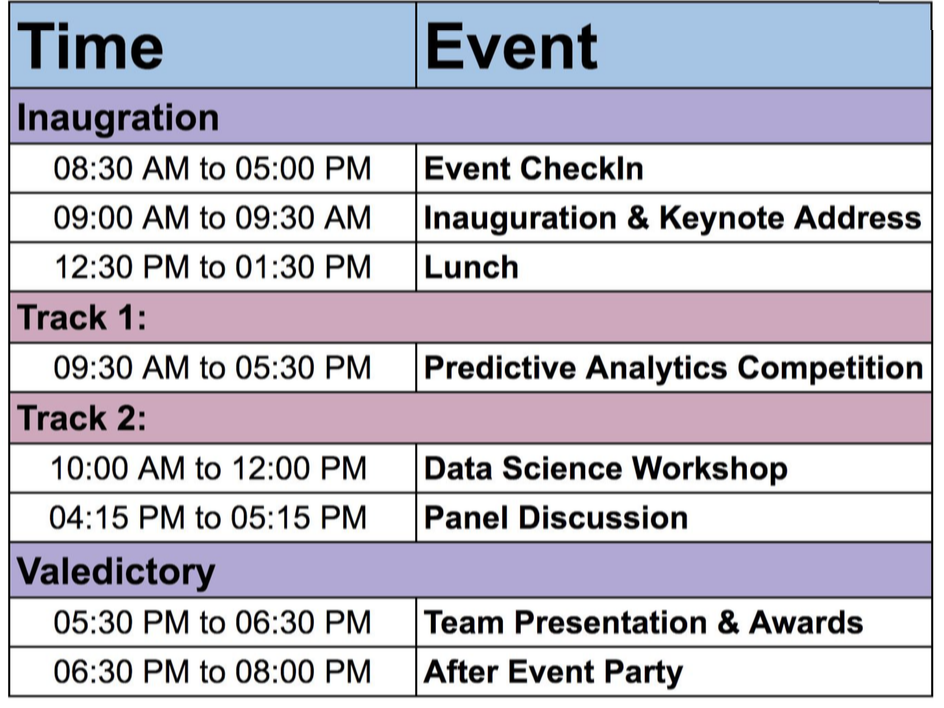 Time Event
Inaugration
08:30 AM to 05:00 PM Event CheckIn
09:00 AM to 09:30 AM Inauguration & Keynote Address
12:30 PM to 01:30 PM Lunch
Track 1:
09:30 AM to 05:30 PM Predictive Analytics Competition
Track 2:
10:00 AM to 12:00 PM Data Science Workshop
04:15 PM to 05:15 PM Panel Discussion
Valedictory
05:30 PM to 06:30 PM Team Presentation & Awards
06:30 PM to 08:00 PM After Event Party